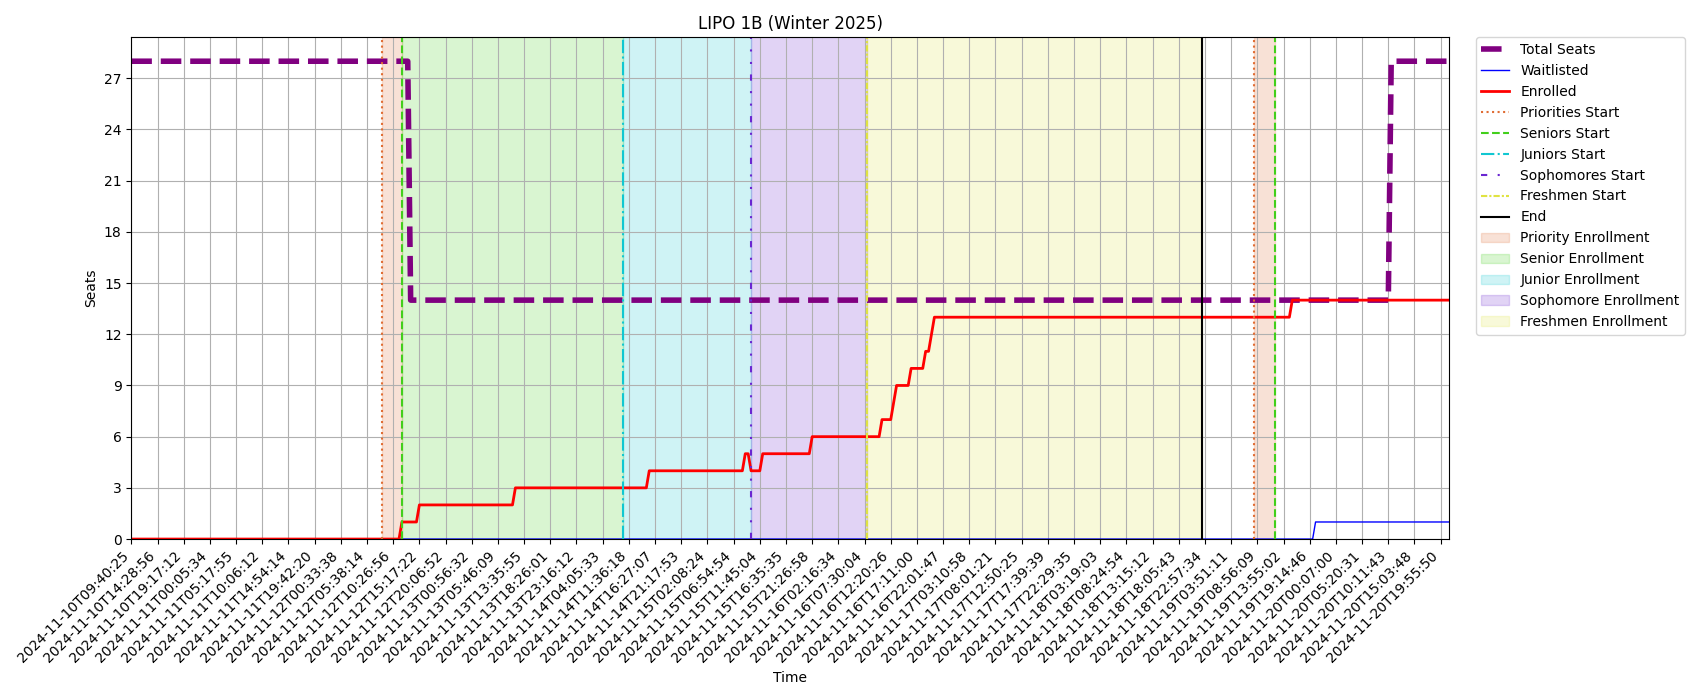 LIPO 1B (Winter 2025)
Seats
27
24
21
18
15
12
9
6
3
0
2024-11-10T09:40:25
2024-11-10T14:28:56
2024-11-10T19:17:12
2024-11-11T00:05:34
2024-11-11T05:17:55
2024-11-11T10:06:12
2024-11-11T14:54:14
2024-11-11T19:42:20
2024-11-12T00:33:38
2024-11-12T05:38:14
2024-11-12T10:26:56
2024-11-12T15:17:22
2024-11-12T20:06:52
2024-11-13T00:56:32
2024-11-13T05:46:09
2024-11-13T13:35:55
2024-11-13T18:26:01
2024-11-13T23:16:12
2024-11-14T04:05:33
2024-11-14T11:36:18
2024-11-14T16:27:07
2024-11-14T21:17:53
2024-11-15T02:08:24
2024-11-15T06:54:54
2024-11-15T11:45:04
2024-11-15T16:35:35
2024-11-15T21:26:58
2024-11-16T02:16:34
2024-11-16T07:30:04
2024-11-16T12:20:26
2024-11-16T17:11:00
2024-11-16T22:01:47
2024-11-17T03:10:58
2024-11-17T08:01:21
2024-11-17T12:50:25
2024-11-17T17:39:39
2024-11-17T22:29:35
2024-11-18T03:19:03
2024-11-18T08:24:54
2024-11-18T13:15:12
2024-11-18T18:05:43
2024-11-18T22:57:34
2024-11-19T03:51:11
2024-11-19T08:56:09
2024-11-19T13:55:02
2024-11-19T19:14:46
2024-11-20T00:07:00
2024-11-20T05:20:31
2024-11-20T10:11:43
2024-11-20T15:03:48
2024-11-20T19:55:50
Time
Total Seats
Waitlisted
Enrolled
Priorities Start
Seniors Start
Juniors Start
Sophomores Start
Freshmen Start
End
Priority Enrollment
Senior Enrollment
Junior Enrollment
Sophomore Enrollment
Freshmen Enrollment